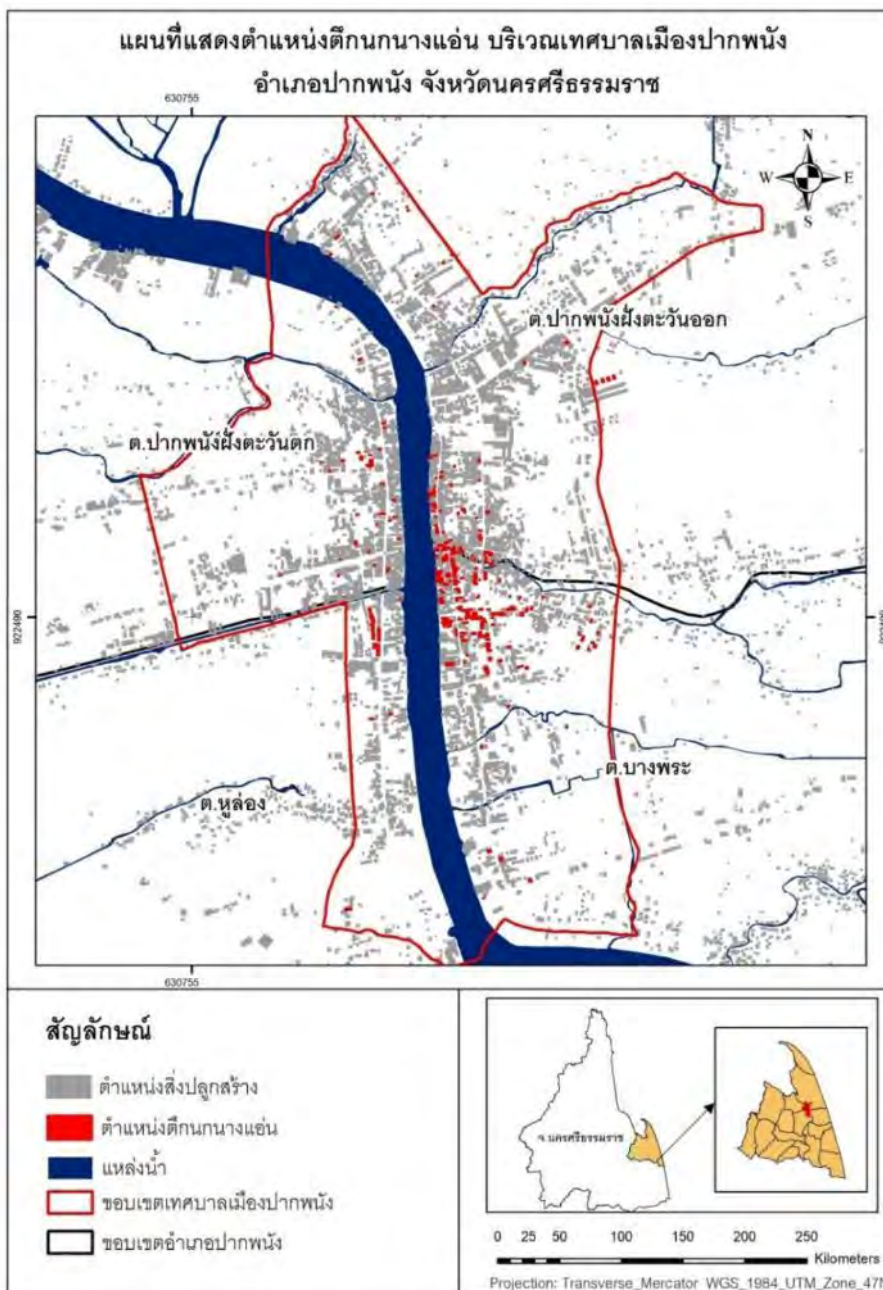 แผนที่แสดงตำแหน่งตึกนกนางแอ่น บริเวณเทศบาลเมืองปากพนัง
อำเภอปากพนัง จังหวัดนครศรีธรรมราช
630755
N
W E
S
ต.ปากพนังฝั่งตะวันออก
ต.ปากพนังฝั่งตะวันตก
922490
922490
ต.บางพระ
ต.หูล่อง
630755
สัญลักษณ์
ตำแหน่งสิ่งปลูกสร้าง
ตำแหน่งตึกนกนางแอ่น
แหล่งน้ำ
ขอบเขตเทศบาลเมืองปากพนัง
ขอบเขตอำเภอปากพนัง
จ.นครศรีธรรมราช
0 25 50 100 150 200 250
Kilometers
Projection: Transverse_Mercator WGS_1984_UTM_Zone_47N